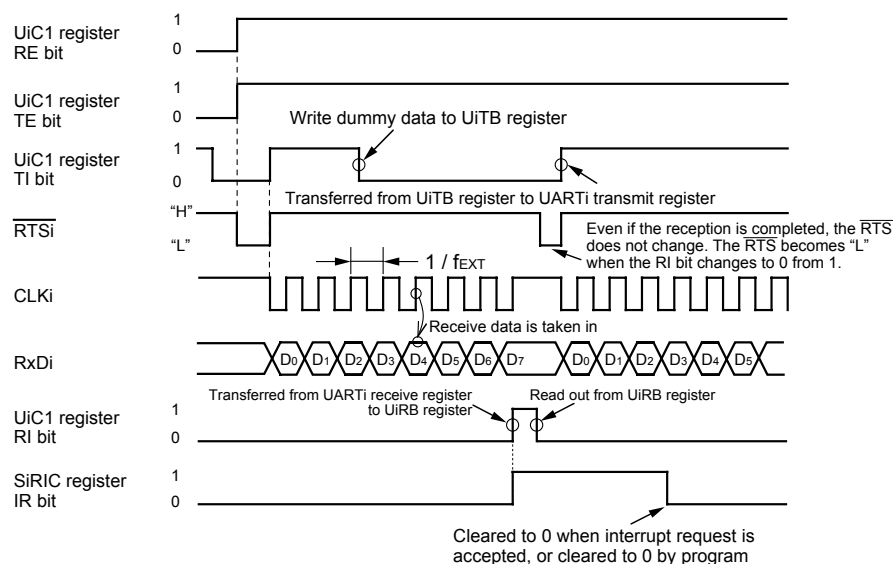 UiC1 register
RE bit
1
0
UiC1 register
TE bit
1
0
Write dummy data to UiTB register
UiC1 register
TI bit
1
0
Transferred from UiTB register to UARTi transmit register
RTSi
“H”
“L”
Even if the reception is completed, the RTS
does not change. The RTS becomes “L”
when the RI bit changes to 0 from 1.
1 / fEXT
CLKi
Receive data is taken in
RxDi
D0 D1 D2 D3 D4 D5 D6 D7 D0 D1 D2 D3 D4 D5
Transferred from UARTi receive register
to UiRB register
Read out from UiRB register
UiC1 register
RI bit
1
0
SiRIC register
IR bit
1
0
Cleared to 0 when interrupt request is
accepted, or cleared to 0 by program